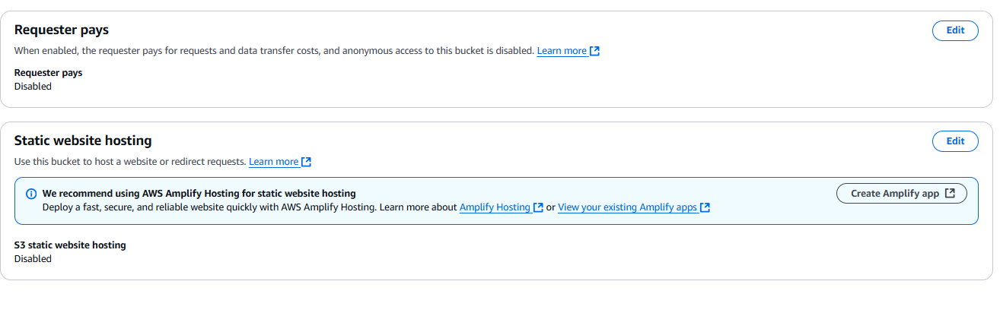 Requester pays
Edit
When enabled, the requester pays for requests and data transfer costs, and anonymous access to this bucket is disabled. Learn more
Requester pays
Disabled
Static website hosting
Edit
Use this bucket to host a website or redirect requests. Learn more
We recommend using AWS Amplify Hosting for static website hosting
Create Amplify app
Deploy a fast, secure, and reliable website quickly with AWS Amplify Hosting. Learn more about Amplify Hosting or View your existing Amplify apps
S3 static website hosting
Disabled